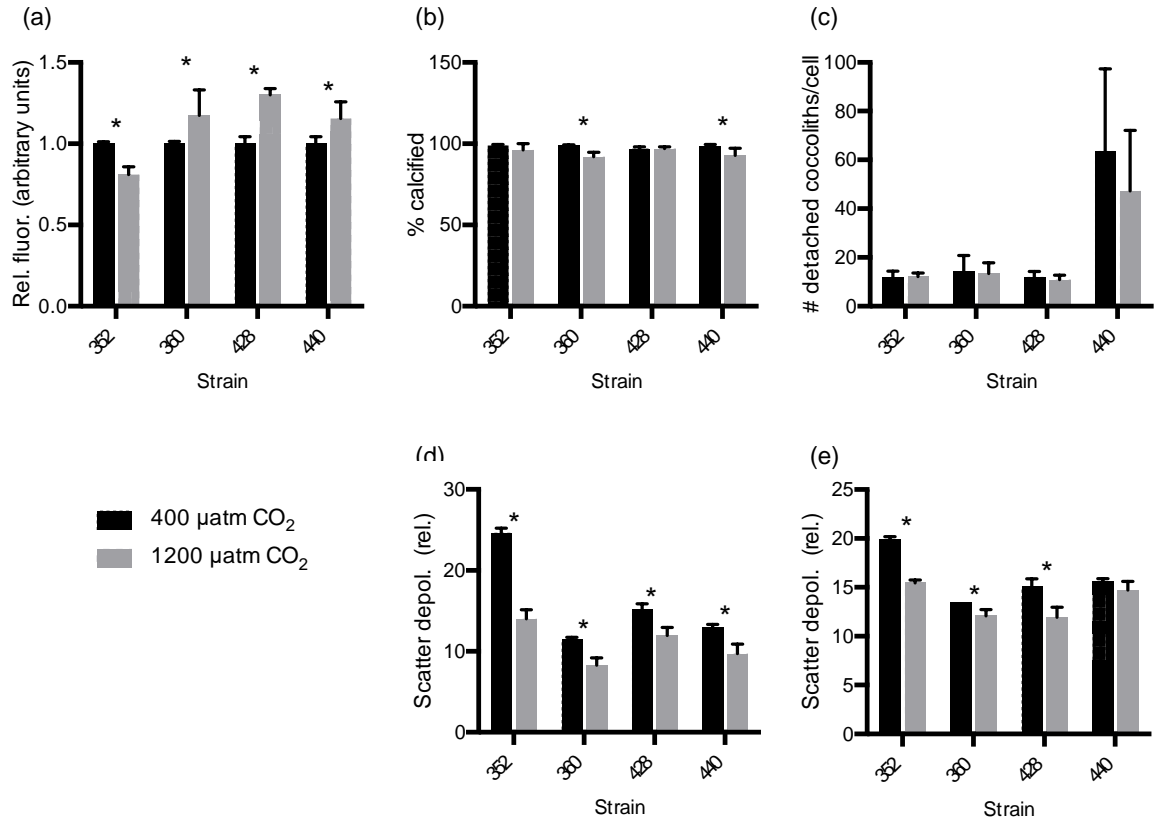 (a)
Rel. fluor. (arbitrary units)
1.5
1.0
0.5
0.0
* * * *
352 360 428 440
Strain
(b)
% calcified
150
100
50
0
* *
352 360 428 440
Strain
(c)
# detached coccoliths/cell
100
80
60
40
20
0
352 360 428 440
Strain
400 µatm CO2
1200 µatm CO2
(d)
Scatter depol. (rel.)
30
20
10
0
* * * *
352 360 428 440
Strain
(e)
Scatter depol. (rel.)
25
20
15
10
5
0
* * *
352 360 428 440
Strain